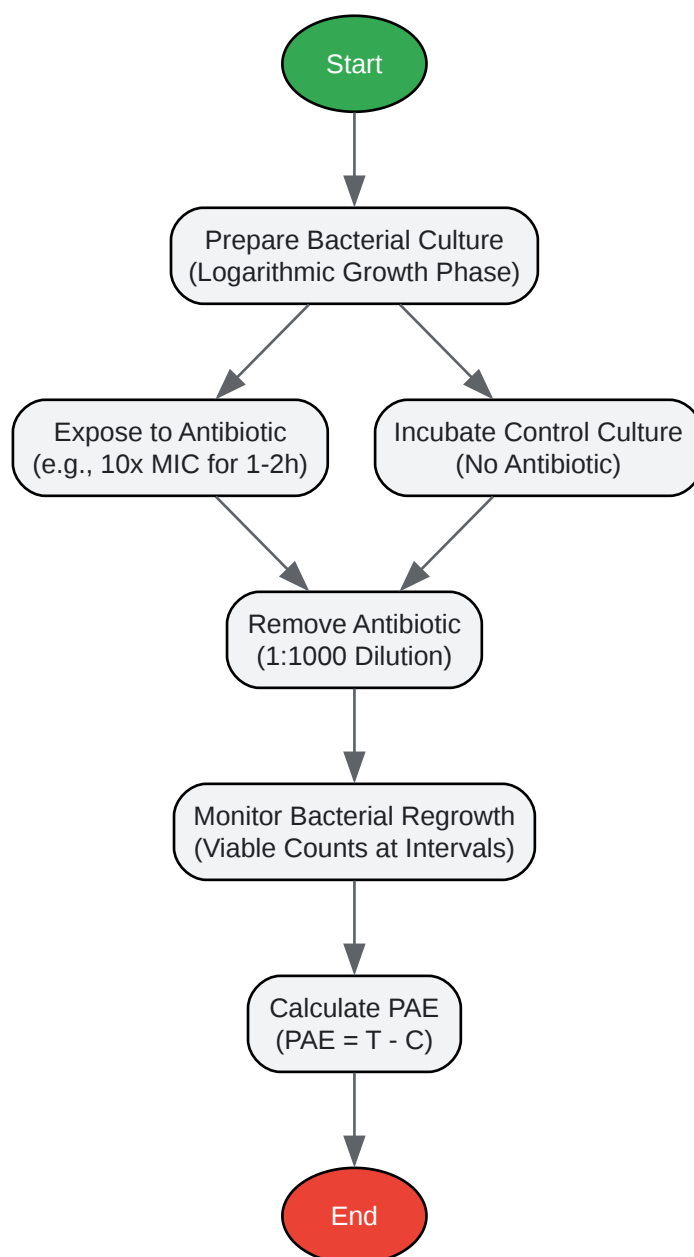 Start
Prepare Bacterial Culture
(Logarithmic Growth Phase)
Expose to Antibiotic
(e.g., 10x MIC for 1-2h)
Incubate Control Culture
(No Antibiotic)
Remove Antibiotic
(1:1000 Dilution)
Monitor Bacterial Regrowth
(Viable Counts at Intervals)
Calculate PAE
(PAE = T - C)
End